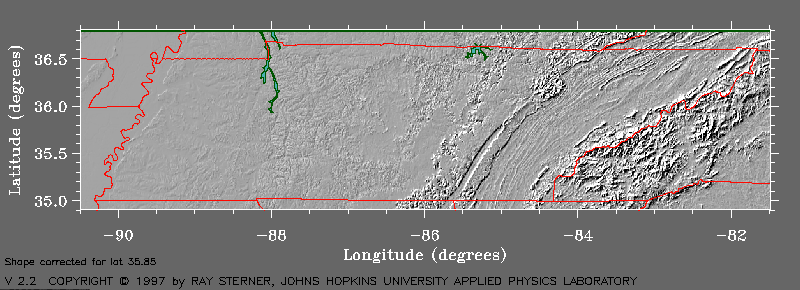 36.5
36.0
35.5
35.0
Latitude (degrees)
-90
-88
-86
-84
-82
Longitude (degrees)
Shape corrected for lat 35.85
V 2.2 COPYRIGHT © 1997 by RAY STERNER, JOHNS HOPKINS UNIVERSITY APPLIED PHYSICS LABORATORY